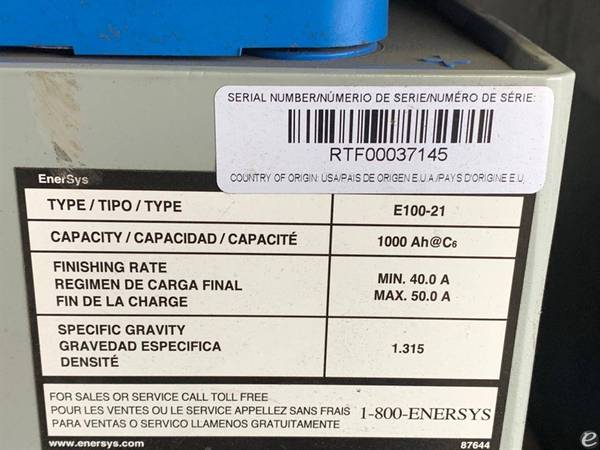 SERIAL NUMBER/NÚMERIO DE SERIE/NUMÉRO DE SÉRIE:
RTF00037145
COUNTRY OF ORIGIN: USA/PAIS DE ORIGEN E.U.A./PAYS D'ORIGINE E.U.
EnerSys
TYPE / TIPO / TYPE E100-21
CAPACITY / CAPACIDAD / CAPACITÉ 1000 Ah@C6
FINISHING RATE
REGIMEN DE CARGA FINAL
FIN DE LA CHARGE
MIN. 40.0 A
MAX. 50.0 A
SPECIFIC GRAVITY
GRAVEDAD ESPECIFICA
DENSITÉ
1.315
FOR SALES OR SERVICE CALL TOLL FREE
POUR LES VENTES OU LE SERVICE APPELLEZ SANS FRAIS 1-800-ENERSYS
PARA VENTAS O SERVICO LLAMENOS GRATUITAMENTE
www.enersys.com 87644
e